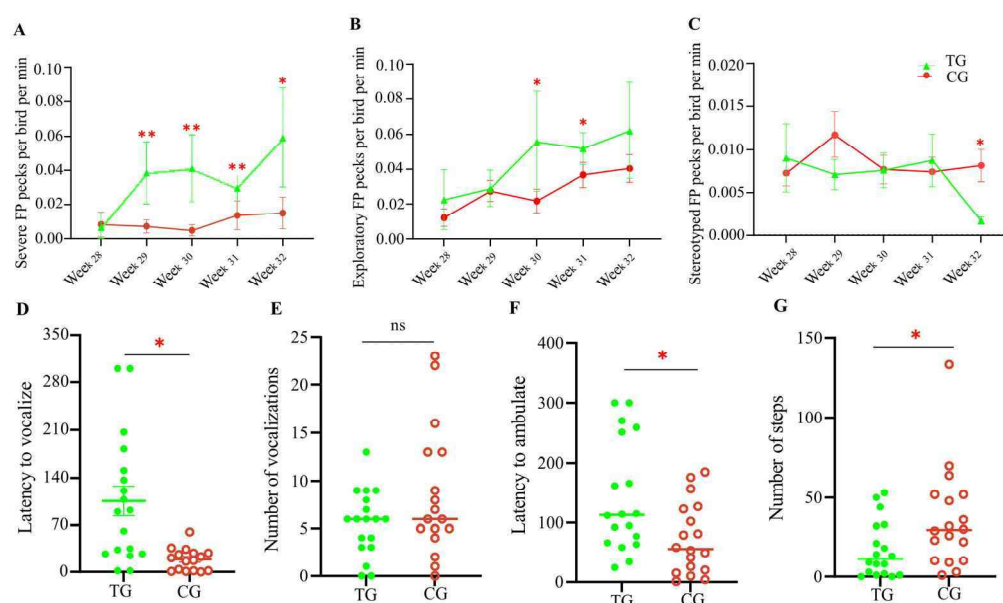 A
Severe FP pecks per bird per min
0.10
0.08
0.06
0.04
0.02
0.00
**
**
**
*
Week 28
Week 29
Week 30
Week 31
Week 32
B
Exploratory FP pecks per bird per min
0.10
0.08
0.06
0.04
0.02
0.00
*
*
Week 28
Week 29
Week 30
Week 31
Week 32
C
Stereotyped FP pecks per bird per min
0.020
0.015
0.010
0.005
0.000
TG
CG
*
Week 28
Week 29
Week 30
Week 31
Week 32
D
Latency to vocalize
350
280
210
140
70
0
*
TG
CG
E
Number of vocalizations
25
20
15
10
5
0
ns
TG
CG
F
Latency to ambulate
400
300
200
100
0
*
TG
CG
G
Number of steps
150
100
50
0
*
TG
CG